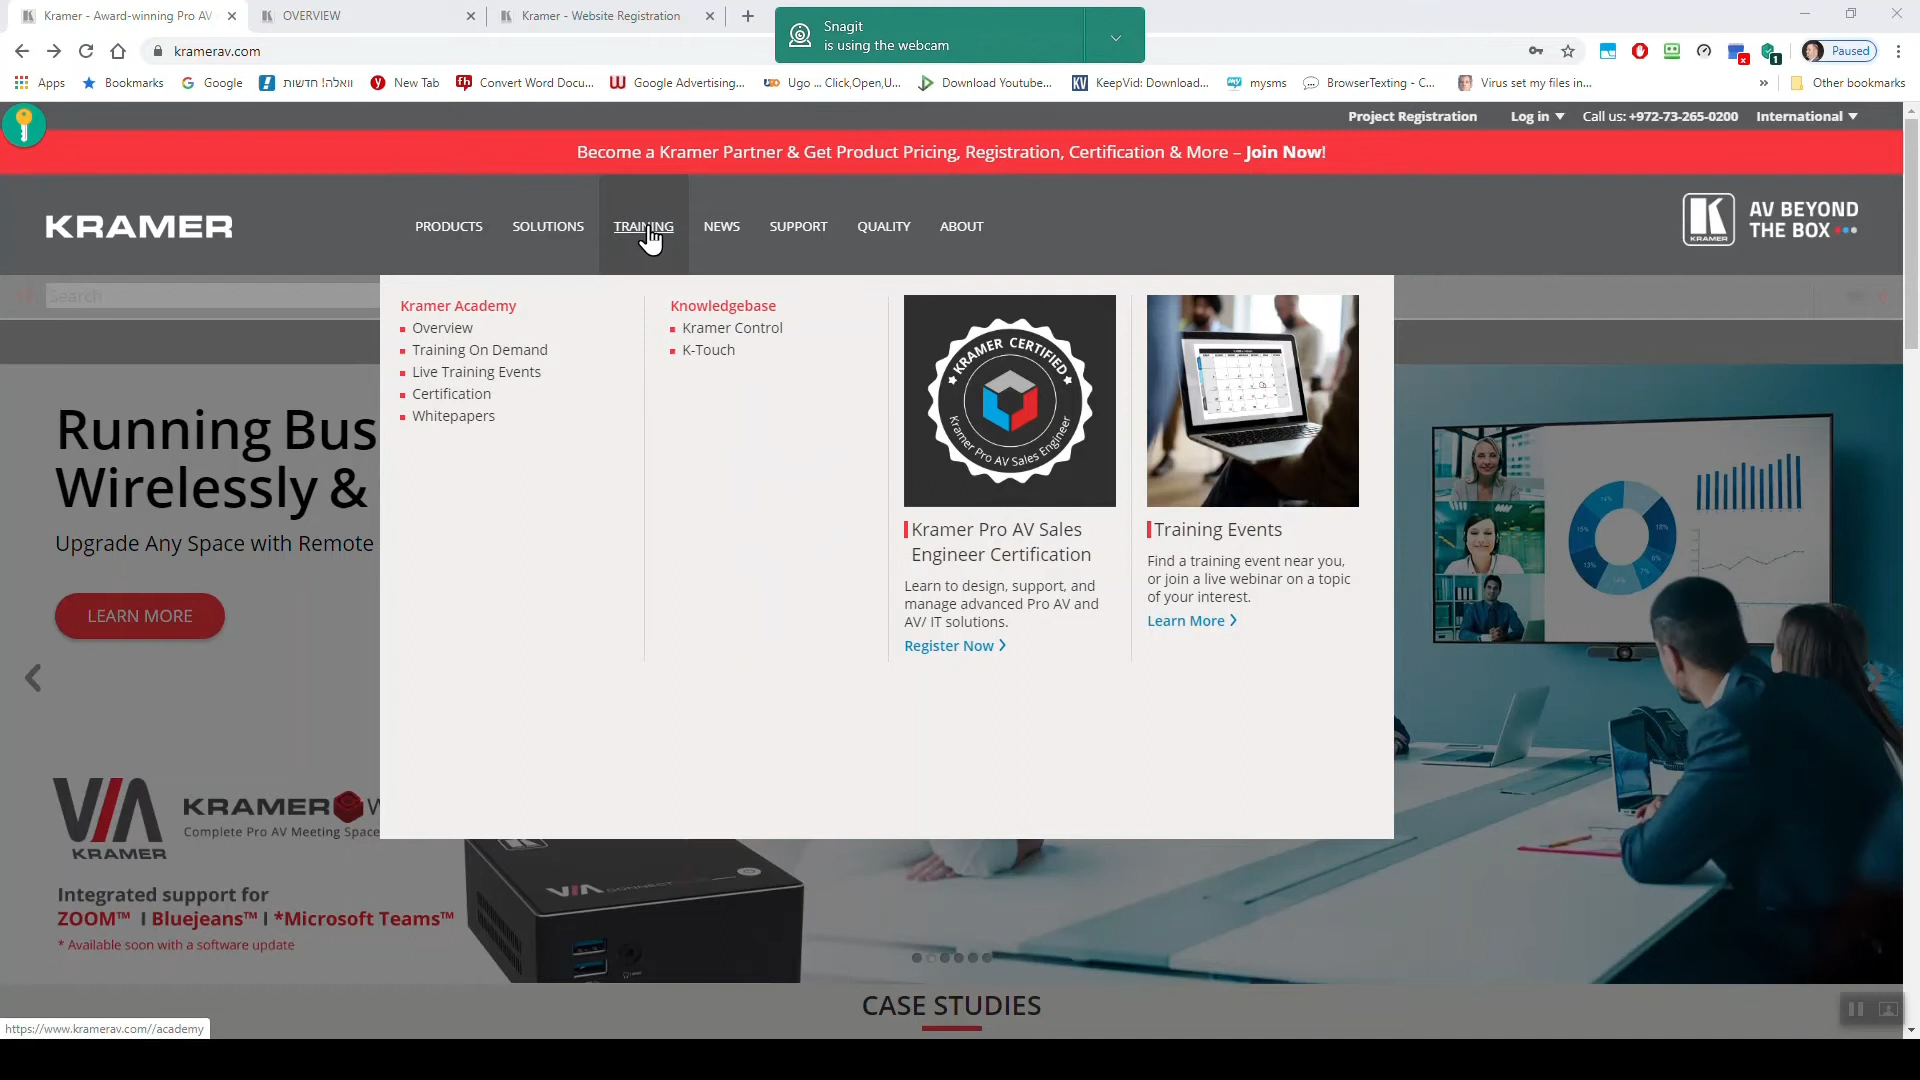 Kramer - Award-winning Pro AV
OVERVIEW
Kramer - Website Registration
Snagit
is using the webcam
kramerav.com
Paused
Apps
Bookmarks
Google
וואלה! חדשות
New Tab
Convert Word Docu...
Google Advertising...
Ugo ... Click,Open,U...
Download Youtube...
KeepVid: Download...
mysms
BrowserTexting - C...
Virus set my files in...
»
Other bookmarks
Project Registration
Log in
Call us: +972-73-265-0200
International
Become a Kramer Partner & Get Product Pricing, Registration, Certification & More – Join Now!
KRAMER
PRODUCTS
SOLUTIONS
TRAINING
NEWS
SUPPORT
QUALITY
ABOUT
KRAMER
AV BEYOND
THE BOX
Search
Kramer Academy
Overview
Training On Demand
Live Training Events
Certification
Whitepapers
Knowledgebase
Kramer Control
K-Touch
KRAMER CERTIFIED
Kramer Pro AV Sales Engineer
Kramer Pro AV Sales
Engineer Certification
Learn to design, support, and
manage advanced Pro AV and
AV/ IT solutions.
Register Now
Training Events
Find a training event near you,
or join a live webinar on a topic
of your interest.
Learn More
Running Bus
Wirelessly &
Upgrade Any Space with Remote
LEARN MORE
VIA
KRAMER
KRAMER
Complete Pro AV Meeting Space
Integrated support for
ZOOM™ I Bluejeans™ I *Microsoft Teams™
* Available soon with a software update
VIA CONNECT
CASE STUDIES
https://www.kramerav.com//academy